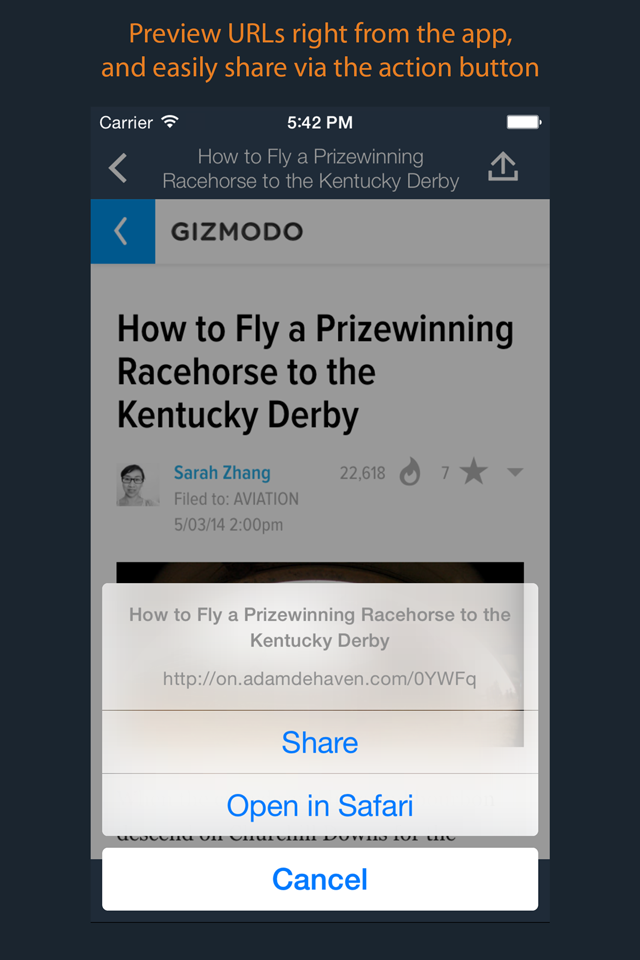 Preview URLs right from the app,
and easily share via the action button
Carrier 5:42 PM
How to Fly a Prizewinning
Racehorse to the Kentucky Derby
GIZMODO
How to Fly a Prizewinning
Racehorse to the
Kentucky Derby
Sarah Zhang 22,618 7
Filed to: AVIATION
5/03/14 2:00pm
How to Fly a Prizewinning Racehorse to the
Kentucky Derby
http://on.adamdehaven.com/0YWFq
Share
Open in Safari
descend on Churchill Downs for the
Cancel